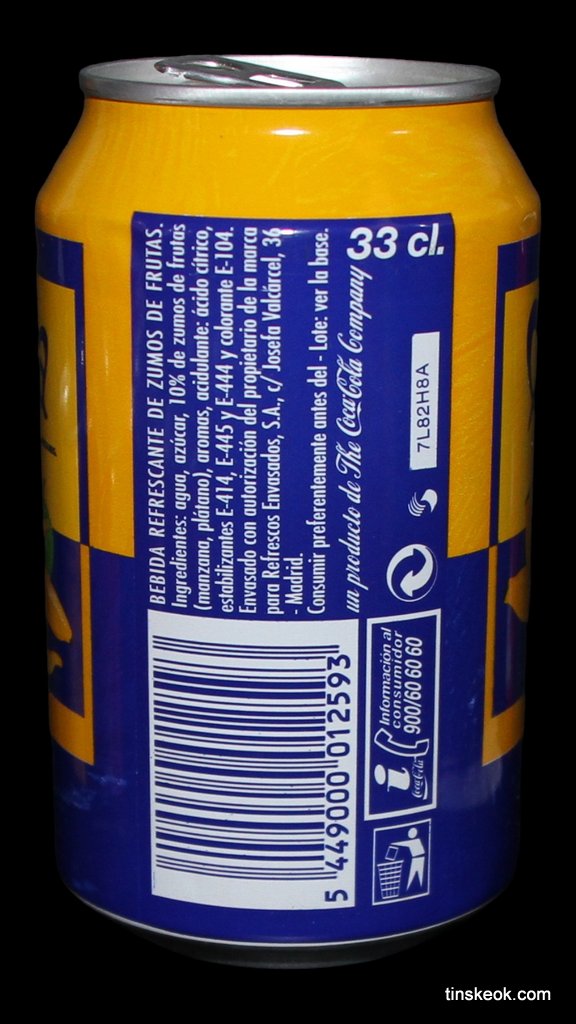 BEBIDA REFRESCANTE DE ZUMOS DE FRUTAS.
Ingredientes: agua, azúcar, 10% de zumos de frutas
(manzana, plátano), aromas, acidulante: ácido cítrico,
estabilizantes E-414, E-445 y E-444 y colorante E-104.
Envasado con autorización del propietario de la marca
para Refrescos Envasados, S.A., c/ Josefa Valcárcel, 36
- Madrid.
Consumir preferentemente antes del - Lote: ver la base.
un producto de The Coca-Cola Company
33 cl.
7L82H8A
5 449000 012593
i
Coca-Cola
Información al
consumidor
900/60 60 60
tinskeok.com